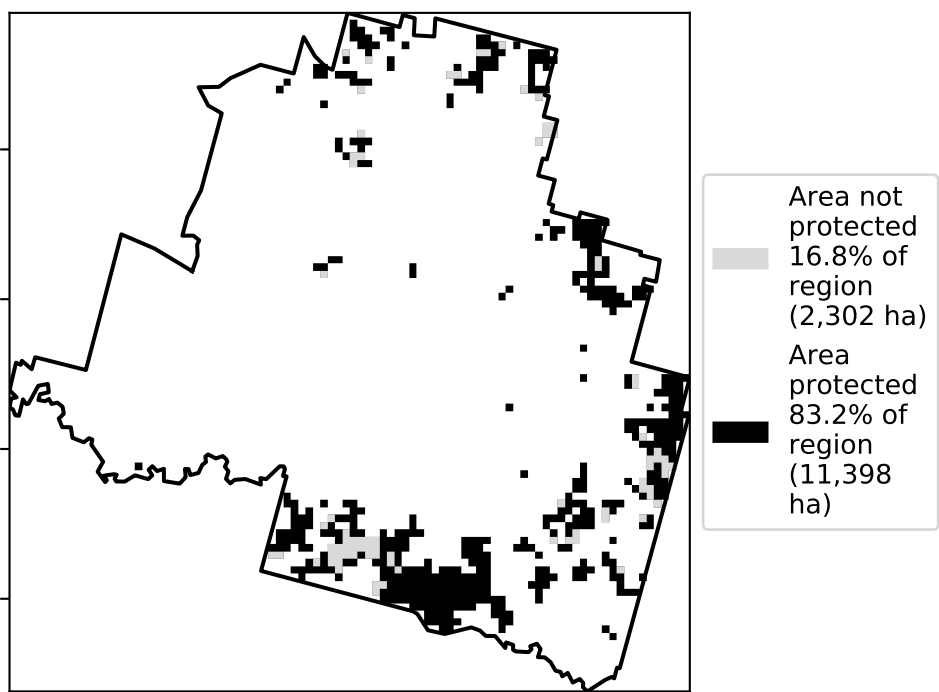 Area not
protected
16.8% of
region
(2,302 ha)
Area
protected
83.2% of
region
(11,398
ha)